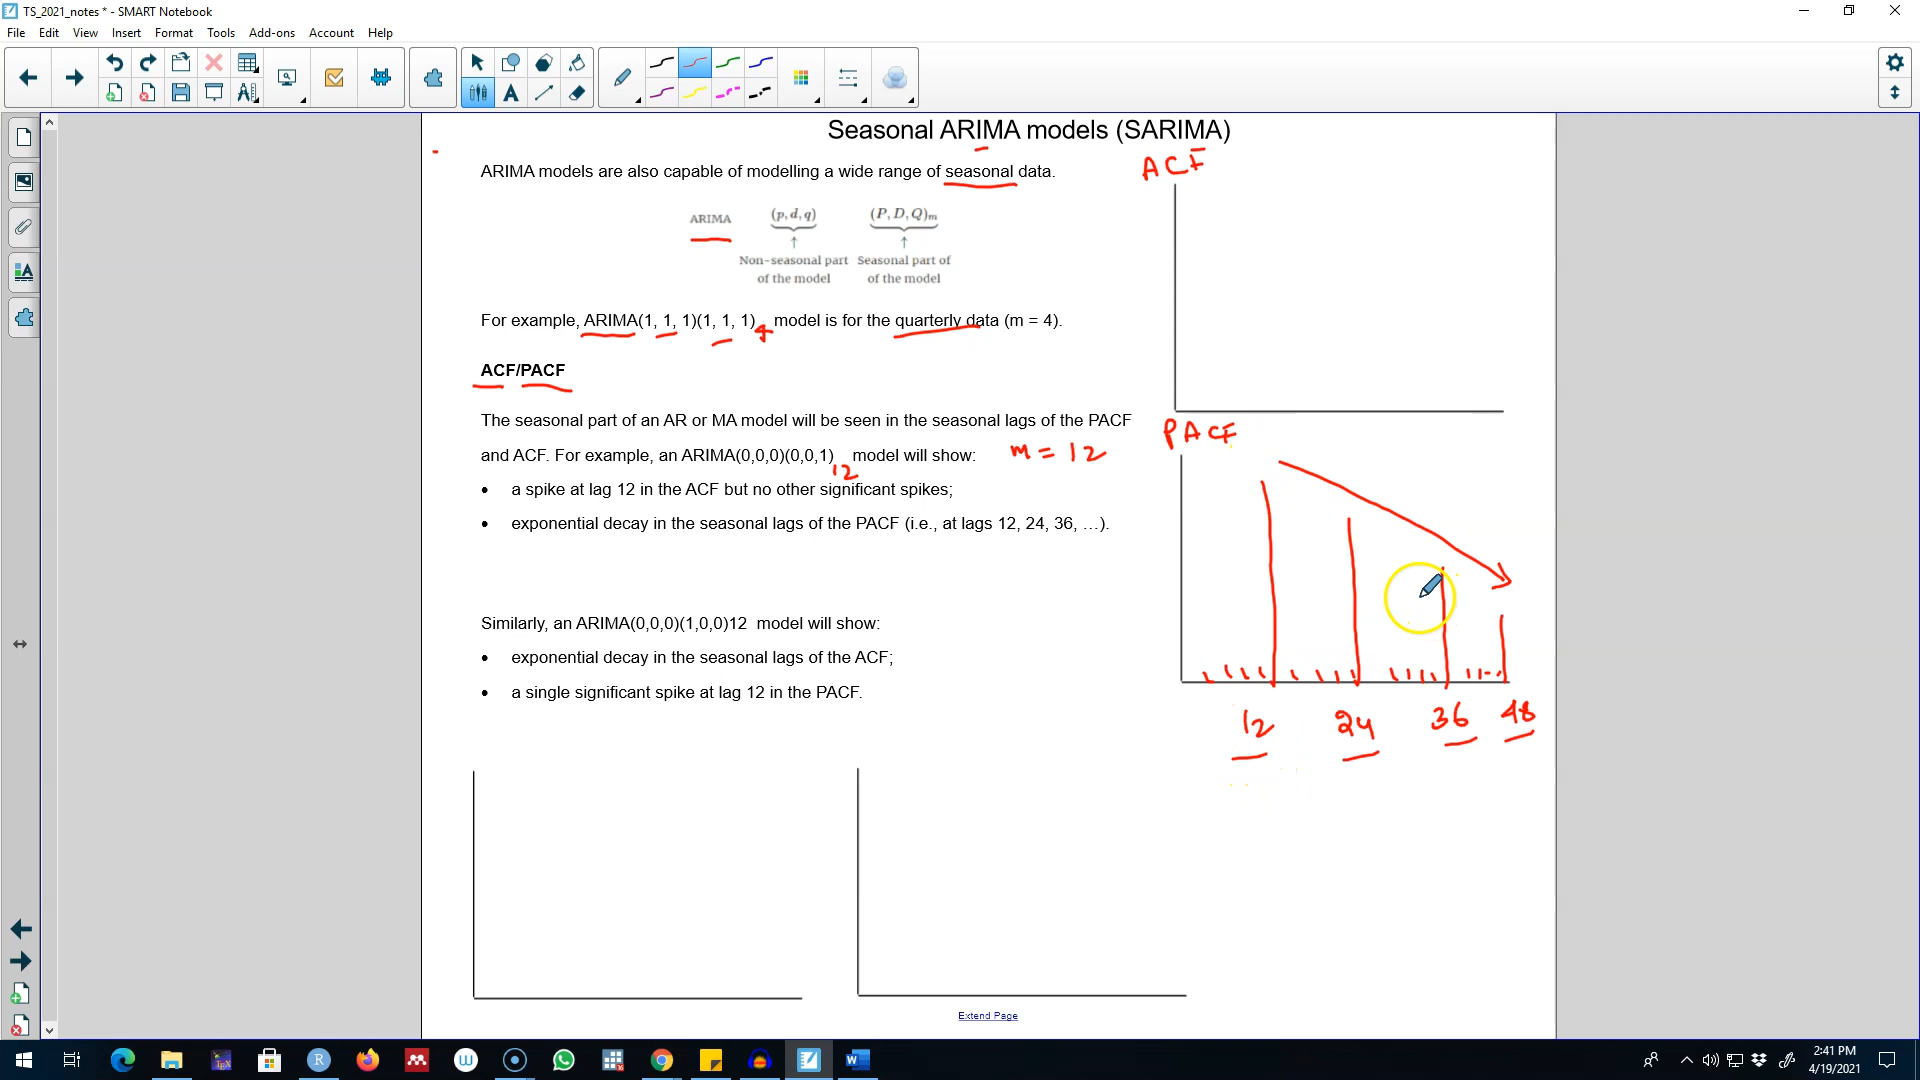 TS_2021_notes * - SMART Notebook
File Edit View Insert Format Tools Add-ons Account Help
Seasonal ARIMA models (SARIMA)
ARIMA models are also capable of modelling a wide range of seasonal data.
ACF
ARIMA (p, d, q) (P, D, Q)m
↑ ↑
Non-seasonal part Seasonal part of
of the model of the model
For example, ARIMA(1, 1, 1)(1, 1, 1) 4 model is for the quarterly data (m = 4).
ACF/PACF
The seasonal part of an AR or MA model will be seen in the seasonal lags of the PACF
and ACF. For example, an ARIMA(0,0,0)(0,0,1) 12 model will show: m = 12
• a spike at lag 12 in the ACF but no other significant spikes;
• exponential decay in the seasonal lags of the PACF (i.e., at lags 12, 24, 36, …).
PACF
12 24 36 48
Similarly, an ARIMA(0,0,0)(1,0,0)12 model will show:
• exponential decay in the seasonal lags of the ACF;
• a single significant spike at lag 12 in the PACF.
Extend Page
2:41 PM
4/19/2021